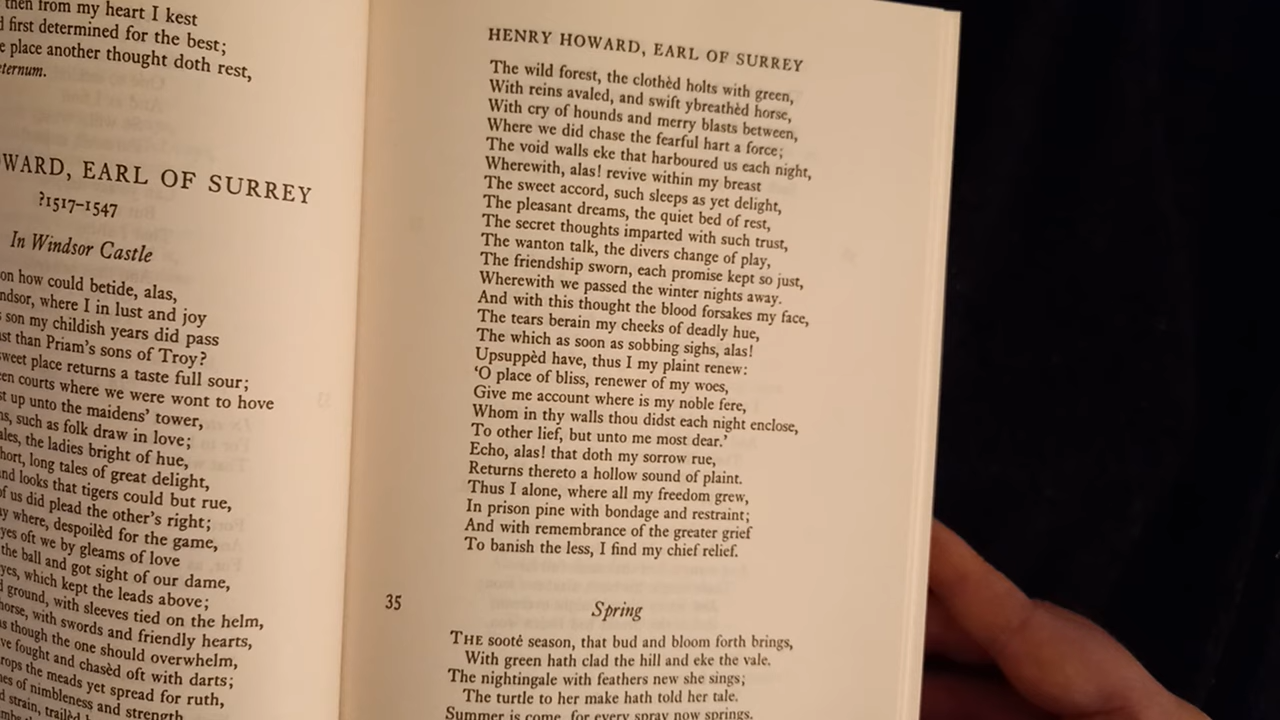 then from my heart I kest
first determined for the best;
place another thought doth rest,
eternum.
HOWARD, EARL OF SURREY
?1517–1547
In Windsor Castle
on how could betide, alas,
where I in lust and joy
son my childish years did pass
than Priam's sons of Troy?
sweet place returns a taste full sour;
courts where we were wont to hove
up unto the maidens' tower,
such as folk draw in love;
the ladies bright of hue,
short, long tales of great delight,
and looks that tigers could but rue,
of us did plead the other's right;
where, despoilèd for the game,
eyes oft we by gleams of love
the ball and got sight of our dame,
eyes, which kept the leads above;
ground, with sleeves tied on the helm,
horse, with swords and friendly hearts,
as though the one should overwhelm,
fought and chasèd oft with darts;
drops the meads yet spread for ruth,
of nimbleness and strength
strain,
HENRY HOWARD, EARL OF SURREY
The wild forest, the clothèd holts with green,
With reins avaled, and swift ybreathèd horse,
With cry of hounds and merry blasts between,
Where we did chase the fearful hart a force;
The void walls eke that harboured us each night,
Wherewith, alas! revive within my breast
The sweet accord, such sleeps as yet delight,
The pleasant dreams, the quiet bed of rest,
The secret thoughts imparted with such trust,
The wanton talk, the divers change of play,
The friendship sworn, each promise kept so just,
Wherewith we passed the winter nights away.
And with this thought the blood forsakes my face,
The tears berain my cheeks of deadly hue,
The which as soon as sobbing sighs, alas!
Upsuppèd have, thus I my plaint renew:
'O place of bliss, renewer of my woes,
Give me account where is my noble fere,
Whom in thy walls thou didst each night enclose,
To other lief, but unto me most dear.'
Echo, alas! that doth my sorrow rue,
Returns thereto a hollow sound of plaint.
Thus I alone, where all my freedom grew,
In prison pine with bondage and restraint;
And with remembrance of the greater grief
To banish the less, I find my chief relief.
35
Spring
THE sooté season, that bud and bloom forth brings,
With green hath clad the hill and eke the vale.
The nightingale with feathers new she sings;
The turtle to her make hath told her tale.
Summer is come, for every spray now springs.